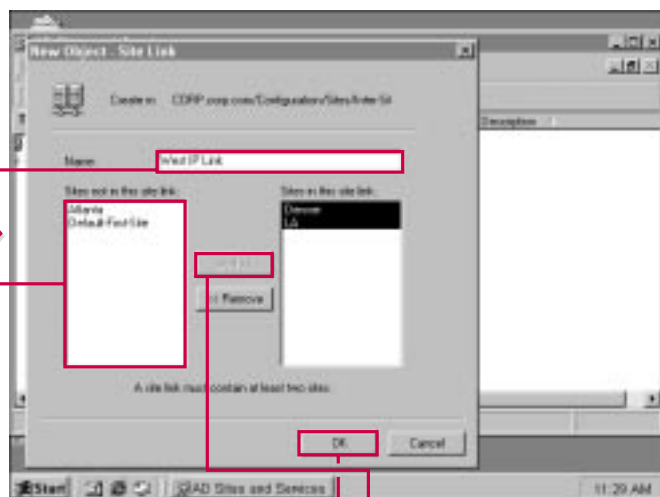 New Object - Site Link
Create in: CORP.corp.com/Configuration/Sites/Inter-Sit
Description
Name: West IP Link
Sites not in this site link:
Sites in this site link:
Atlanta
Default-First-Site
Denver
LA
<< Remove
A site link must contain at least two sites.
OK
Cancel
Start
AD Sites and Services
11:29 AM